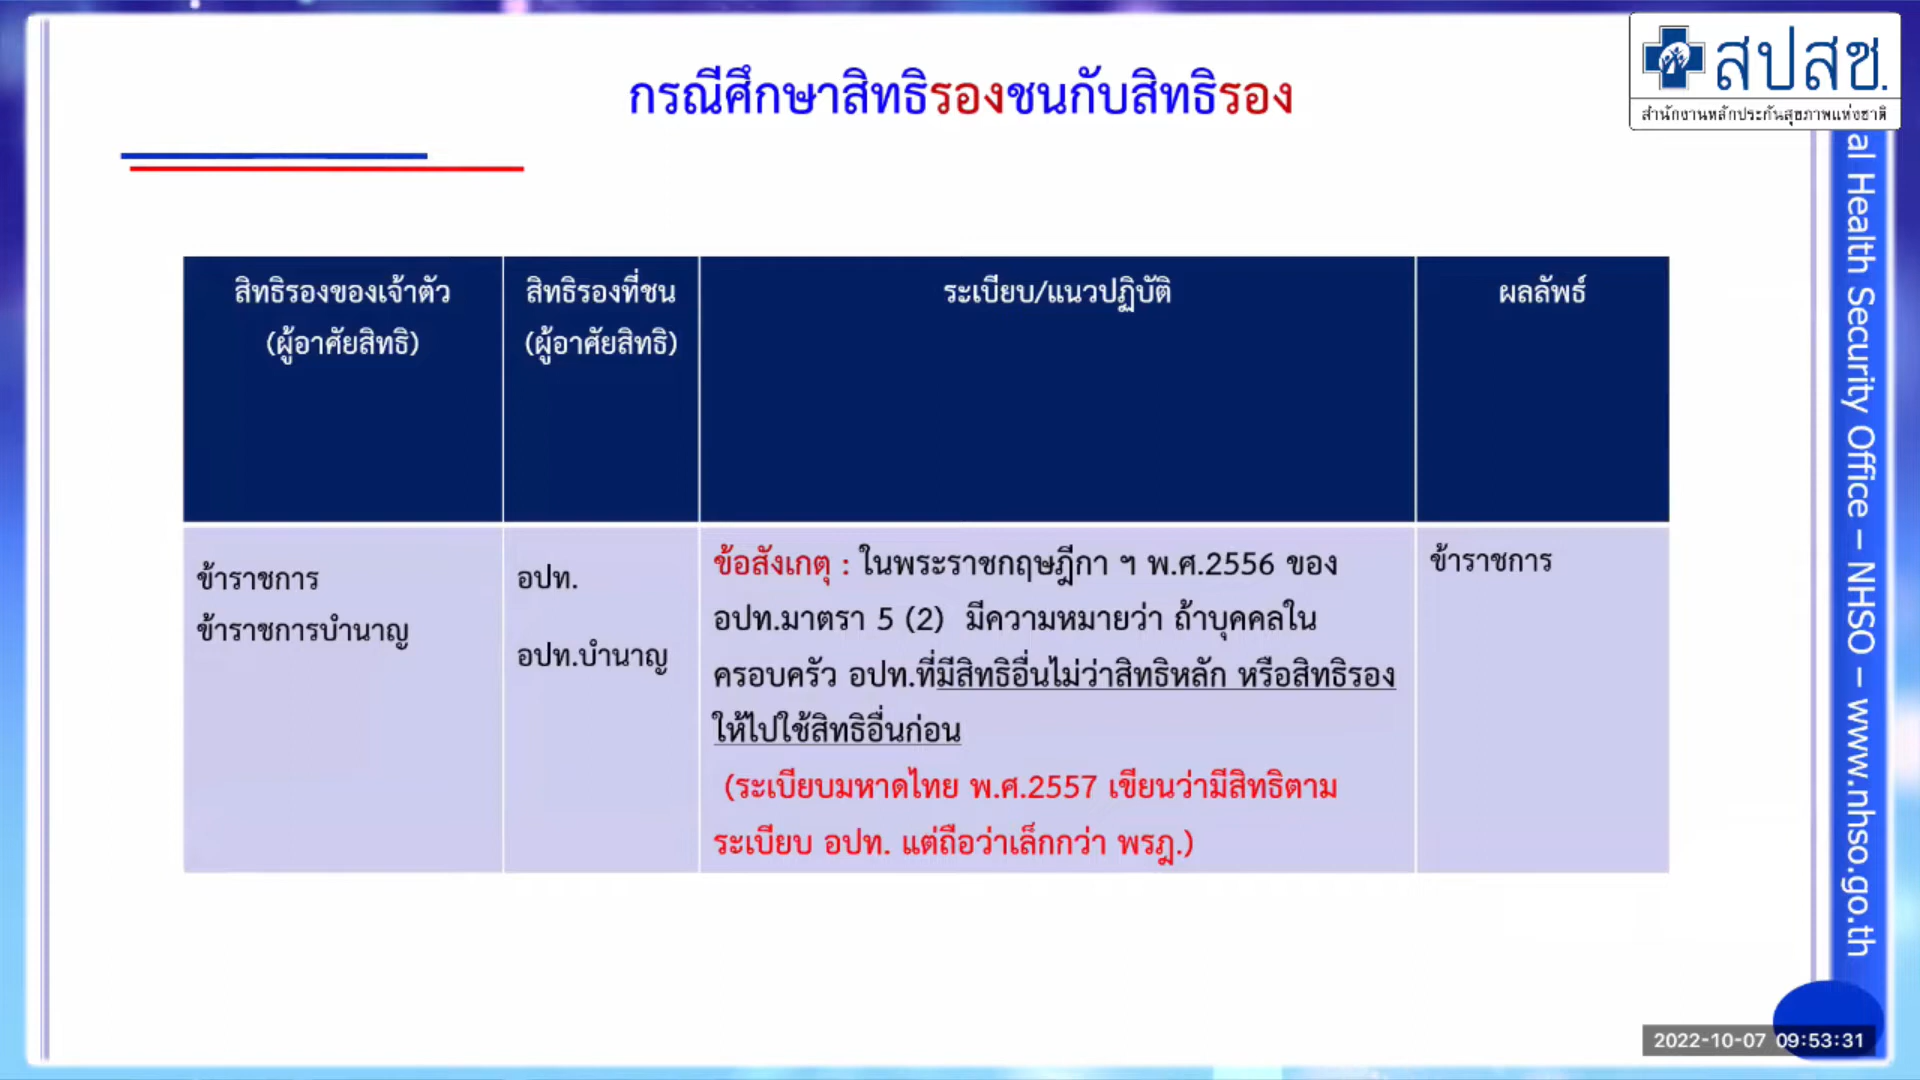 กรณีศึกษาสิทธิรองชนกับสิทธิรอง
สปสช.
สำนักงานหลักประกันสุขภาพแห่งชาติ
al Health Security Office – NHSO – www.nhso.go.th
สิทธิรองของเจ้าตัว
(ผู้อาศัยสิทธิ)
สิทธิรองที่ชน
(ผู้อาศัยสิทธิ)
ระเบียบ/แนวปฏิบัติ
ผลลัพธ์
ข้าราชการ
ข้าราชการบำนาญ
อปท.
อปท.บำนาญ
ข้อสังเกตุ : ในพระราชกฤษฎีกา ฯ พ.ศ.2556 ของ
อปท.มาตรา 5 (2) มีความหมายว่า ถ้าบุคคลใน
ครอบครัว อปท.ที่มีสิทธิอื่นไม่ว่าสิทธิหลัก หรือสิทธิรอง
ให้ไปใช้สิทธิอื่นก่อน
(ระเบียบมหาดไทย พ.ศ.2557 เขียนว่ามีสิทธิตาม
ระเบียบ อปท. แต่ถือว่าเล็กกว่า พรฎ.)
ข้าราชการ
2022-10-07 09:53:31